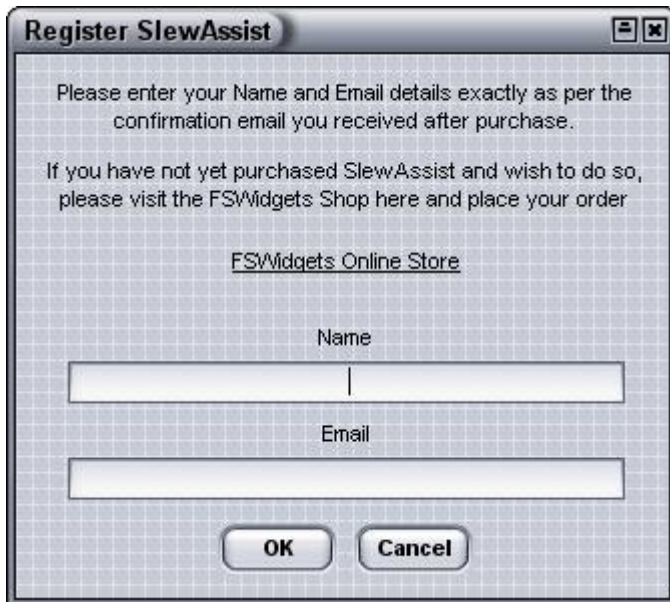 Register SlewAssist
Please enter your Name and Email details exactly as per the
confirmation email you received after purchase.
If you have not yet purchased SlewAssist and wish to do so,
please visit the FSWidgets Shop here and place your order
FSWidgets Online Store
Name
Email
OK Cancel